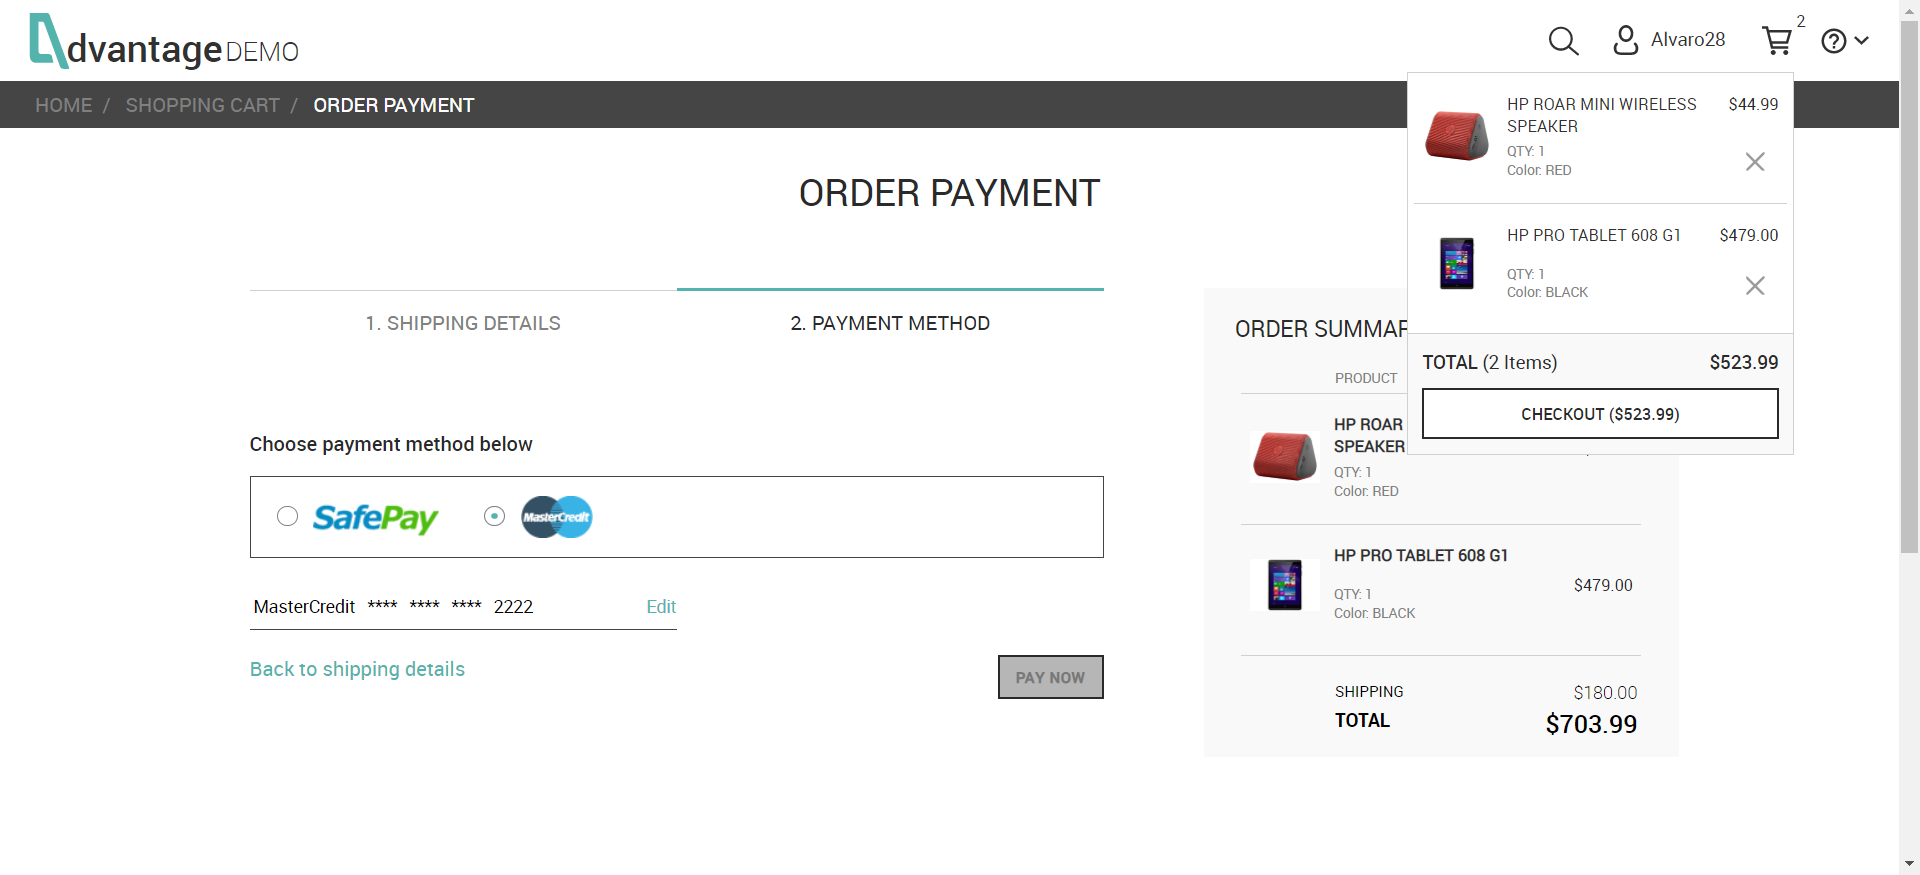 dvantage DEMO
Alvaro28
2
HOME / SHOPPING CART / ORDER PAYMENT
ORDER PAYMENT
1. SHIPPING DETAILS
2. PAYMENT METHOD
Choose payment method below
SafePay
MasterCredit
MasterCredit **** **** **** 2222
Edit
Back to shipping details
PAY NOW
HP ROAR MINI WIRELESS
SPEAKER
$44.99
QTY: 1
Color: RED
HP PRO TABLET 608 G1
$479.00
QTY: 1
Color: BLACK
TOTAL (2 Items)
$523.99
CHECKOUT ($523.99)
ORDER SUMMAR
PRODUCT
HP ROAR
SPEAKER
QTY: 1
Color: RED
HP PRO TABLET 608 G1
QTY: 1
Color: BLACK
$479.00
SHIPPING
$180.00
TOTAL
$703.99